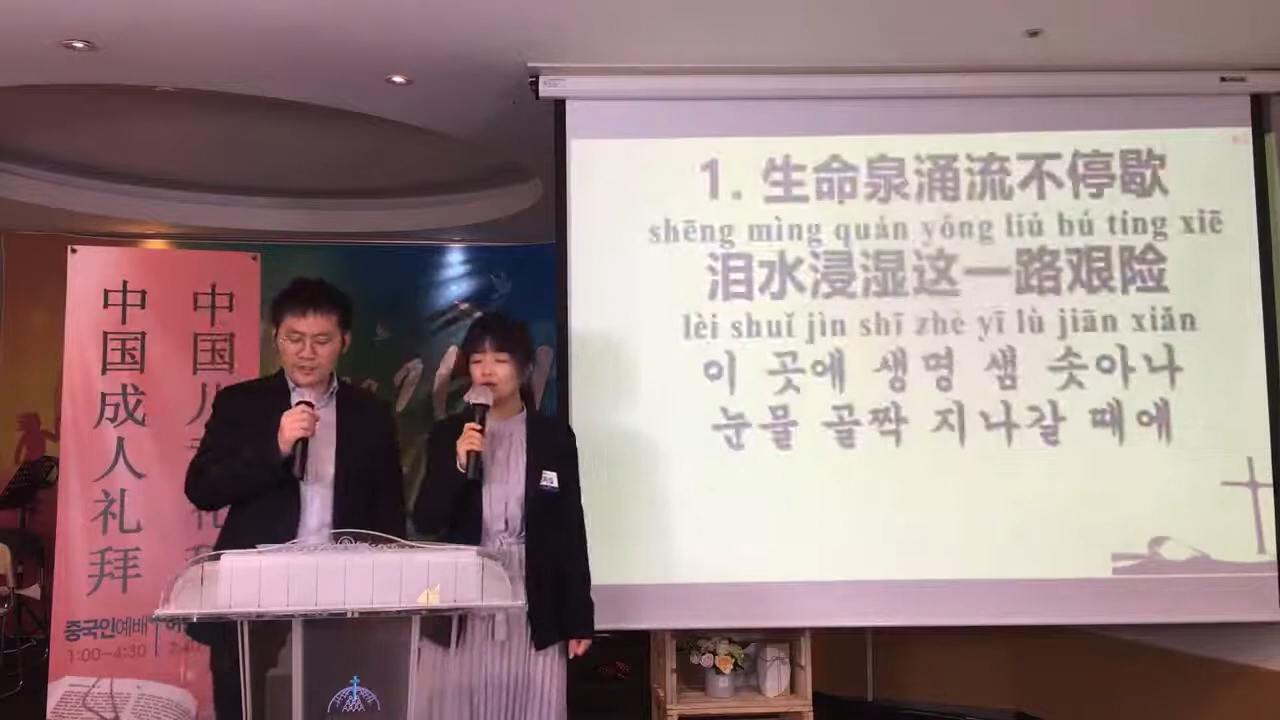 中国成人礼拜
중국인예배
1:00-4:30
中国
1. 生命泉涌流不停歇
shēng mìng quán yǒng liú bù tíng xiē
泪水浸湿这一路艰险
lèi shuǐ jìn shī zhè yī lù jiān xiǎn
이 곳에 생명 샘 솟아나
눈물 골짝 지나갈 때에